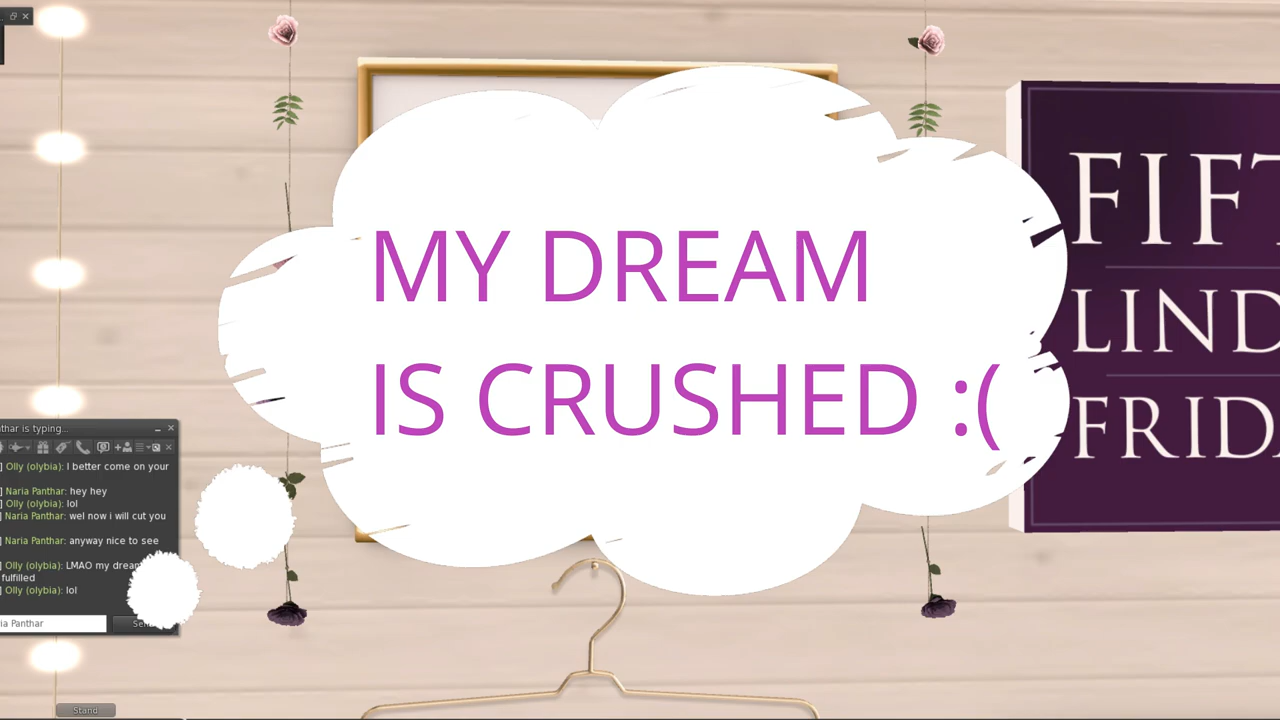 MY DREAM
IS CRUSHED :(
FIFT
LIND
FRID
thar is typing...
] Olly (olybia): I better come on your
] Naria Panthar: hey hey
] Olly (olybia): lol
] Naria Panthar: wel now i will cut you
] Naria Panthar: anyway nice to see
] Olly (olybia): LMAO my dream
fulfilled
] Olly (olybia): lol
ia Panthar
Stand